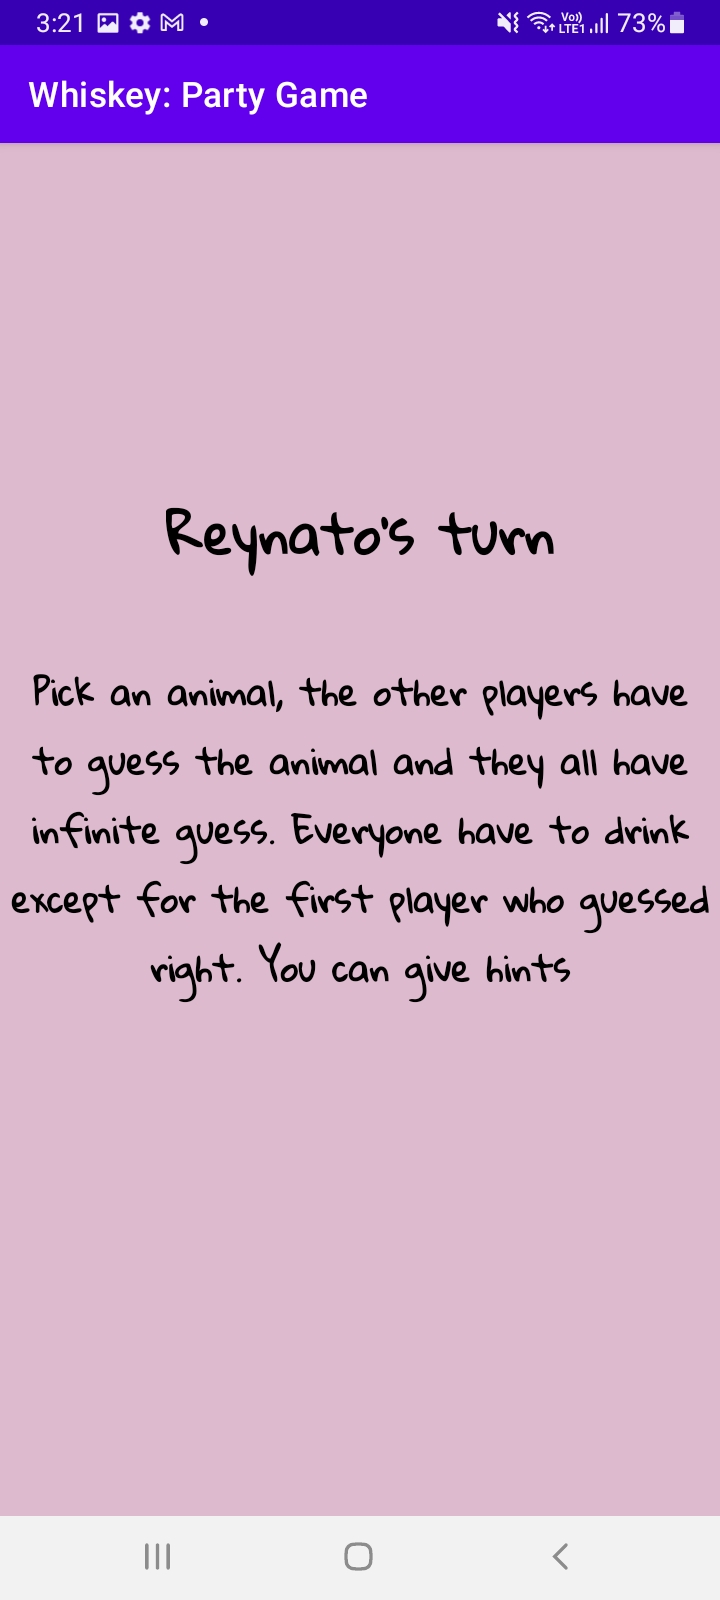 3:21
Vo)) LTE1 73%
Whiskey: Party Game
Reynato's turn
Pick an animal, the other players have
to guess the animal and they all have
infinite guess. Everyone have to drink
except for the first player who guessed
right. You can give hints